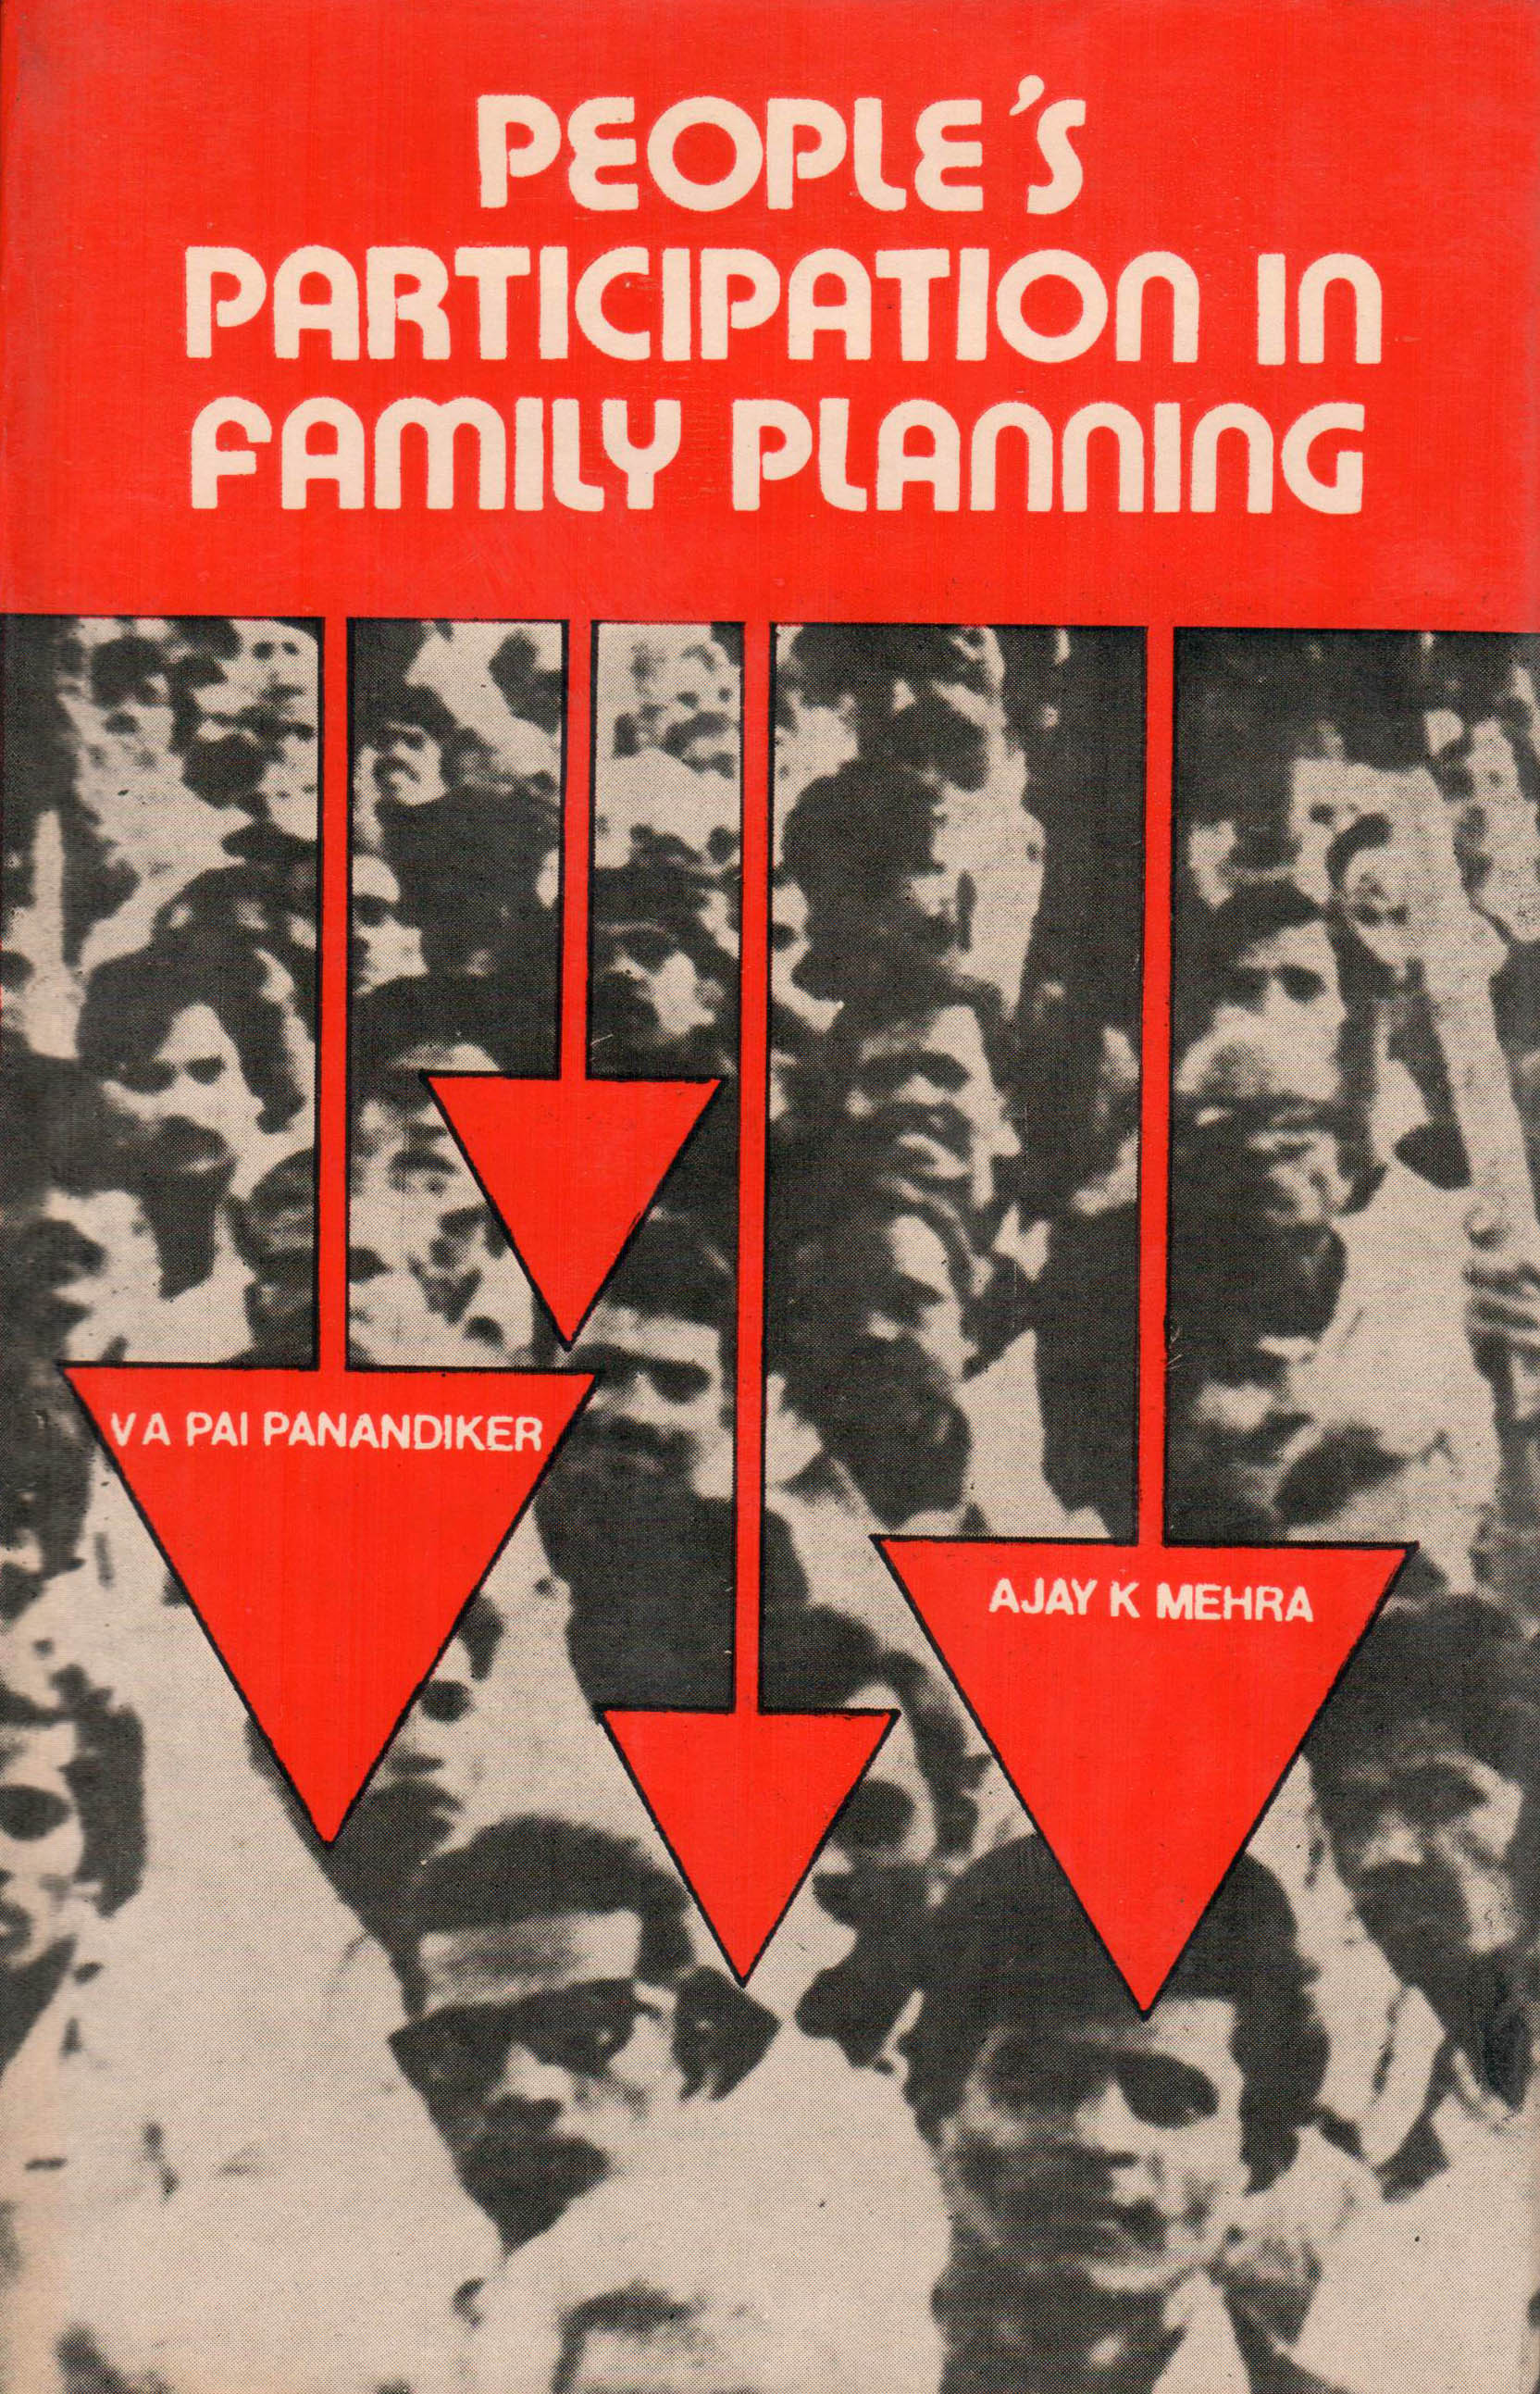 PEOPLE'S
PARTICIPATION IN
FAMILY PLANNING
V A PAI PANANDIKER
AJAY K MEHRA